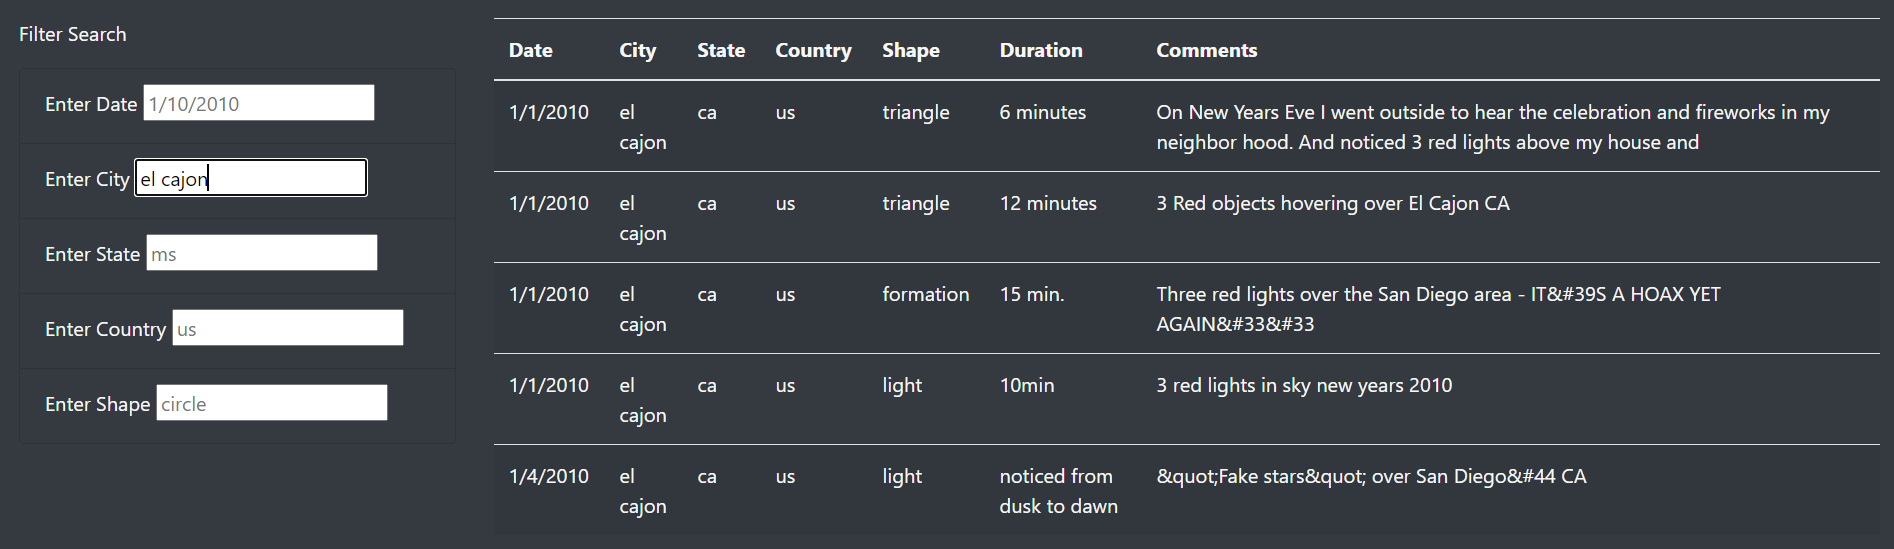 Filter Search
Enter Date 1/10/2010
Enter City el cajon
Enter State ms
Enter Country us
Enter Shape circle
Date City State Country Shape Duration Comments
1/1/2010 el cajon ca us triangle 6 minutes On New Years Eve I went outside to hear the celebration and fireworks in my
neighbor hood. And noticed 3 red lights above my house and
1/1/2010 el cajon ca us triangle 12 minutes 3 Red objects hovering over El Cajon CA
1/1/2010 el cajon ca us formation 15 min. Three red lights over the San Diego area - IT&#39S A HOAX YET
AGAIN&#33&#33
1/1/2010 el cajon ca us light 10min 3 red lights in sky new years 2010
1/4/2010 el cajon ca us light noticed from dusk to dawn &quot;Fake stars&quot; over San Diego&#44 CA